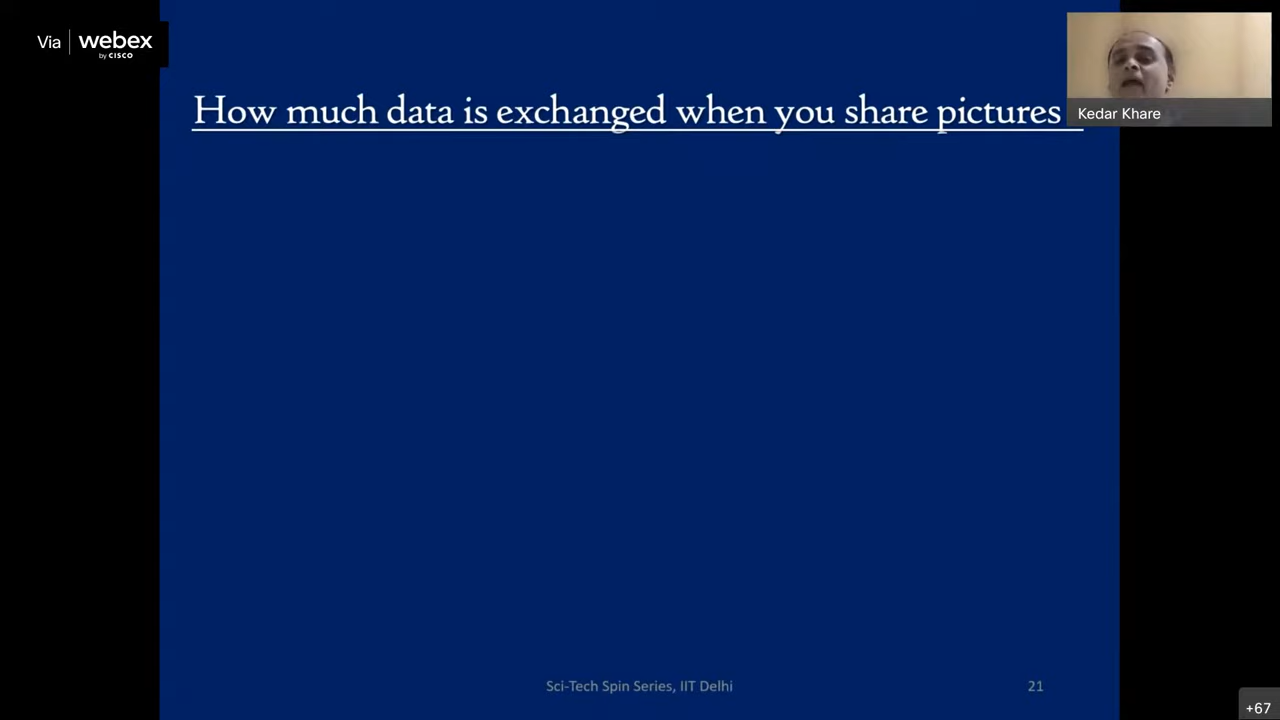 Via | webex
by CISCO
How much data is exchanged when you share pictures
Kedar Khare
Sci-Tech Spin Series, IIT Delhi
21
+67